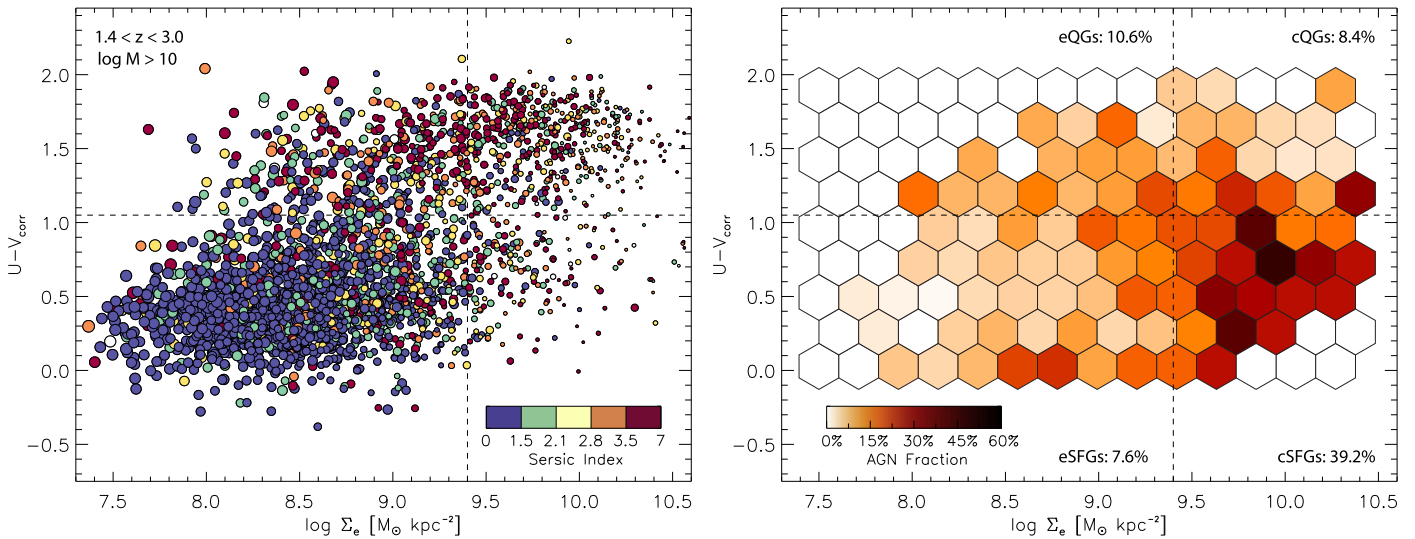 1.4 < z < 3.0
log M > 10
U−V_corr
2.0
1.5
1.0
0.5
0.0
−0.5
0 1.5 2.1 2.8 3.5 7
Sersic Index
7.5 8.0 8.5 9.0 9.5 10.0
log Σ_e [M_⊙ kpc⁻²]
eQGs: 10.6% cQGs: 8.4%
U−V_corr
2.0
1.5
1.0
0.5
0.0
−0.5
0% 15% 30% 45% 60%
AGN Fraction
eSFGs: 7.6% cSFGs: 39.2%
7.5 8.0 8.5 9.0 9.5 10.0 10.5
log Σ_e [M_⊙ kpc⁻²]